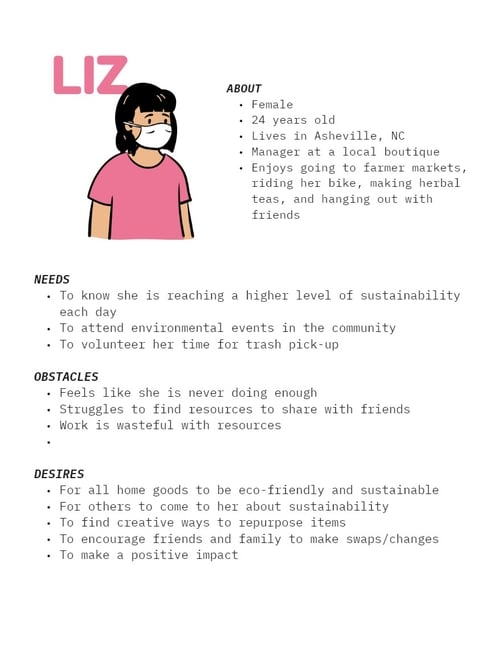 LIZ
ABOUT
• Female
• 24 years old
• Lives in Asheville, NC
• Manager at a local boutique
• Enjoys going to farmer markets,
riding her bike, making herbal
teas, and hanging out with
friends
NEEDS
• To know she is reaching a higher level of sustainability
each day
• To attend environmental events in the community
• To volunteer her time for trash pick-up
OBSTACLES
• Feels like she is never doing enough
• Struggles to find resources to share with friends
• Work is wasteful with resources
•
DESIRES
• For all home goods to be eco-friendly and sustainable
• For others to come to her about sustainability
• To find creative ways to repurpose items
• To encourage friends and family to make swaps/changes
• To make a positive impact